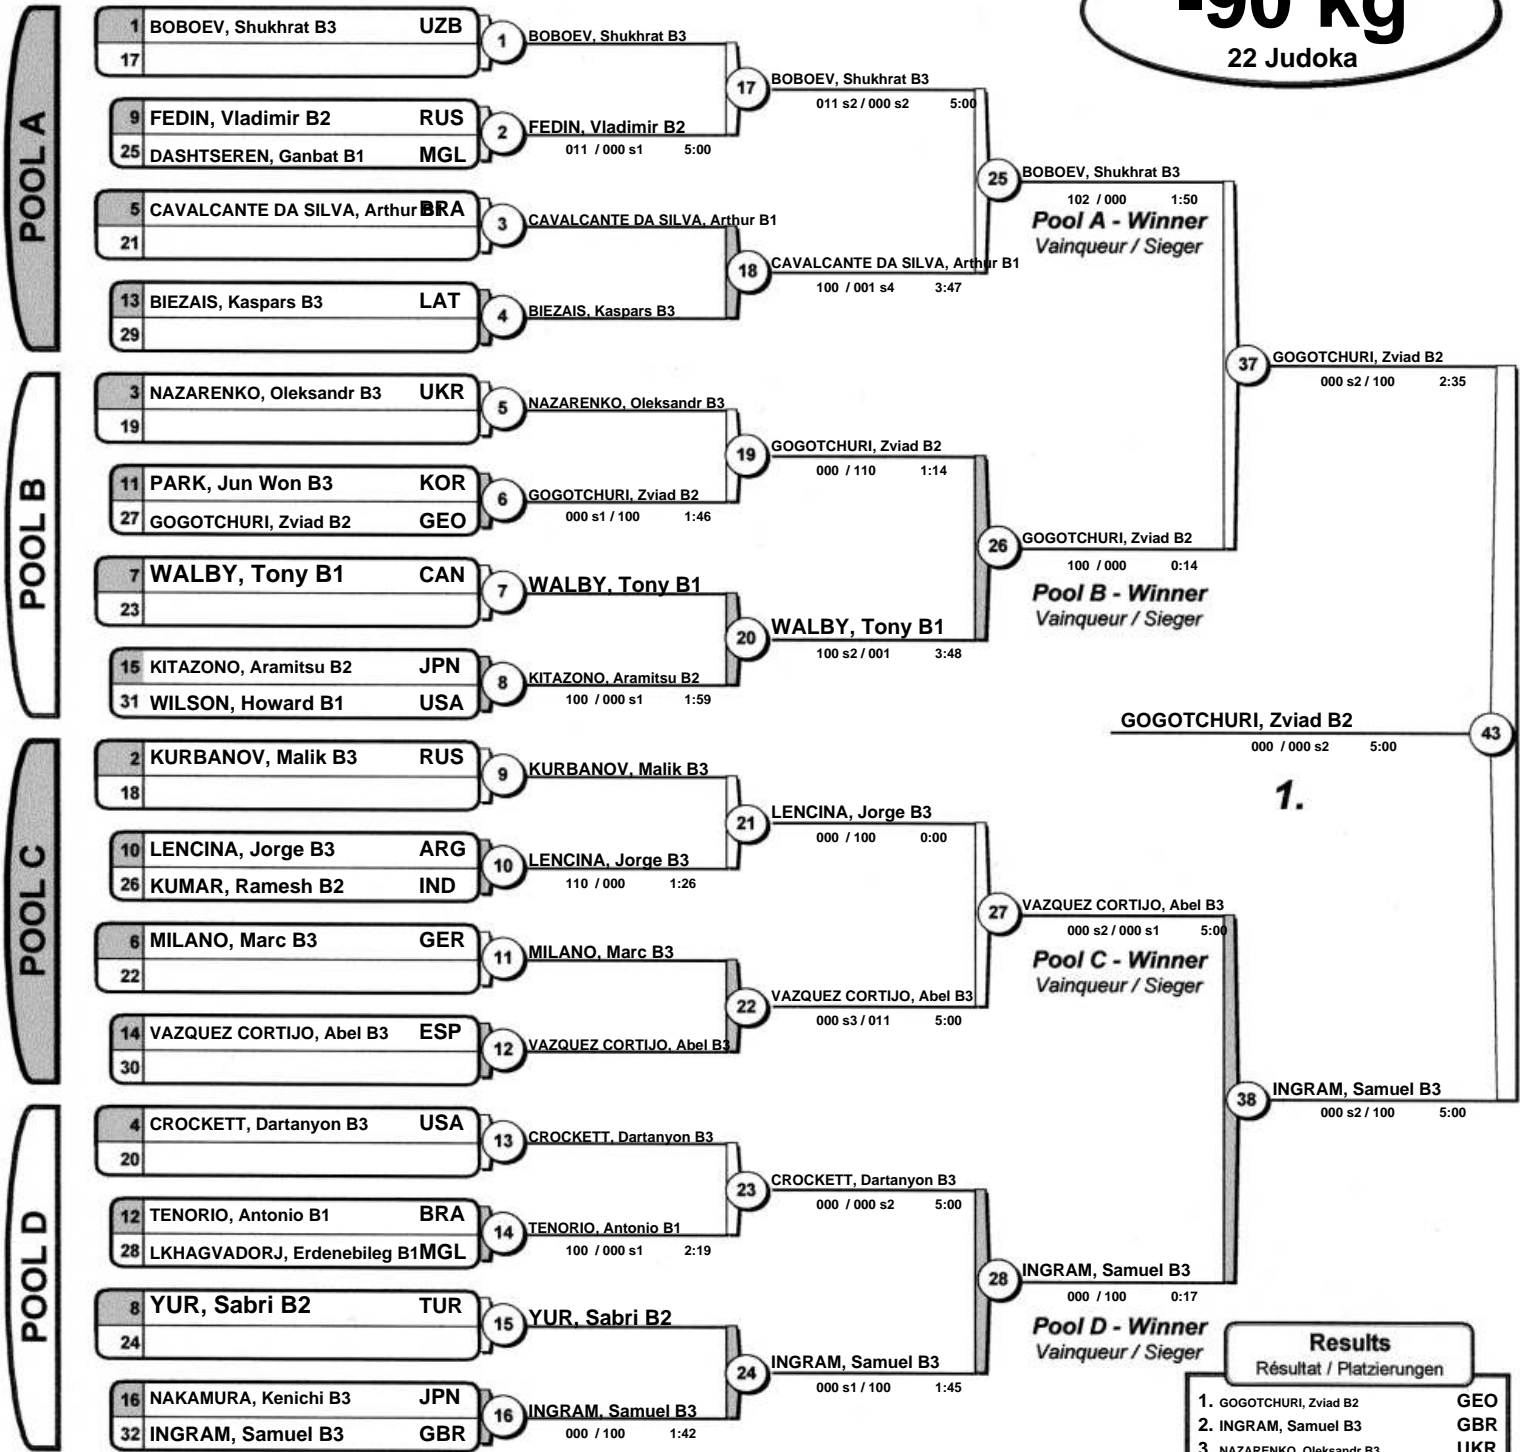 -90 kg
22 Judoka
POOL A
1 BOBOEV, Shukhrat B3 UZB
17
9 FEDIN, Vladimir B2 RUS
25 DASHTSEREN, Ganbat B1 MGL
5 CAVALCANTE DA SILVA, Arthur B1 BRA
21
13 BIEZAIS, Kaspars B3 LAT
29
POOL B
3 NAZARENKO, Oleksandr B3 UKR
19
11 PARK, Jun Won B3 KOR
27 GOGOTCHURI, Zviad B2 GEO
7 WALBY, Tony B1 CAN
23
15 KITAZONO, Aramitsu B2 JPN
31 WILSON, Howard B1 USA
POOL C
2 KURBANOV, Malik B3 RUS
18
10 LENCINA, Jorge B3 ARG
26 KUMAR, Ramesh B2 IND
6 MILANO, Marc B3 GER
22
14 VAZQUEZ CORTIJO, Abel B3 ESP
30
POOL D
4 CROCKETT, Dartanyon B3 USA
20
12 TENORIO, Antonio B1 BRA
28 LKHAGVADORJ, Erdenebileg B1 MGL
8 YUR, Sabri B2 TUR
24
16 NAKAMURA, Kenichi B3 JPN
32 INGRAM, Samuel B3 GBR
1 BOBOEV, Shukhrat B3
2 FEDIN, Vladimir B2
011 / 000 s1 5:00
3 CAVALCANTE DA SILVA, Arthur B1
4 BIEZAIS, Kaspars B3
5 NAZARENKO, Oleksandr B3
6 GOGOTCHURI, Zviad B2
000 s1 / 100 1:46
7 WALBY, Tony B1
8 KITAZONO, Aramitsu B2
100 / 000 s1 1:59
9 KURBANOV, Malik B3
10 LENCINA, Jorge B3
110 / 000 1:26
11 MILANO, Marc B3
12 VAZQUEZ CORTIJO, Abel B3
13 CROCKETT, Dartanyon B3
14 TENORIO, Antonio B1
100 / 000 s1 2:19
15 YUR, Sabri B2
16 INGRAM, Samuel B3
000 / 100 1:42
17 BOBOEV, Shukhrat B3
011 s2 / 000 s2 5:00
18 CAVALCANTE DA SILVA, Arthur B1
100 / 001 s4 3:47
19 GOGOTCHURI, Zviad B2
000 / 110 1:14
20 WALBY, Tony B1
100 s2 / 001 3:48
21 LENCINA, Jorge B3
000 / 100 0:00
22 VAZQUEZ CORTIJO, Abel B3
000 s3 / 011 5:00
23 CROCKETT, Dartanyon B3
000 / 000 s2 5:00
24 INGRAM, Samuel B3
000 s1 / 100 1:45
25 BOBOEV, Shukhrat B3
102 / 000 1:50
Pool A - Winner
Vainqueur / Sieger
26 GOGOTCHURI, Zviad B2
100 / 000 0:14
Pool B - Winner
Vainqueur / Sieger
27 VAZQUEZ CORTIJO, Abel B3
000 s2 / 000 s1 5:00
Pool C - Winner
Vainqueur / Sieger
28 INGRAM, Samuel B3
000 / 100 0:17
Pool D - Winner
Vainqueur / Sieger
37 GOGOTCHURI, Zviad B2
000 s2 / 100 2:35
38 INGRAM, Samuel B3
000 s2 / 100 5:00
GOGOTCHURI, Zviad B2 43
000 / 000 s2 5:00
1.
Results
Résultat / Platzierungen
1. GOGOTCHURI, Zviad B2 GEO
2. INGRAM, Samuel B3 GBR
3. NAZARENKO, Oleksandr B3 UKR